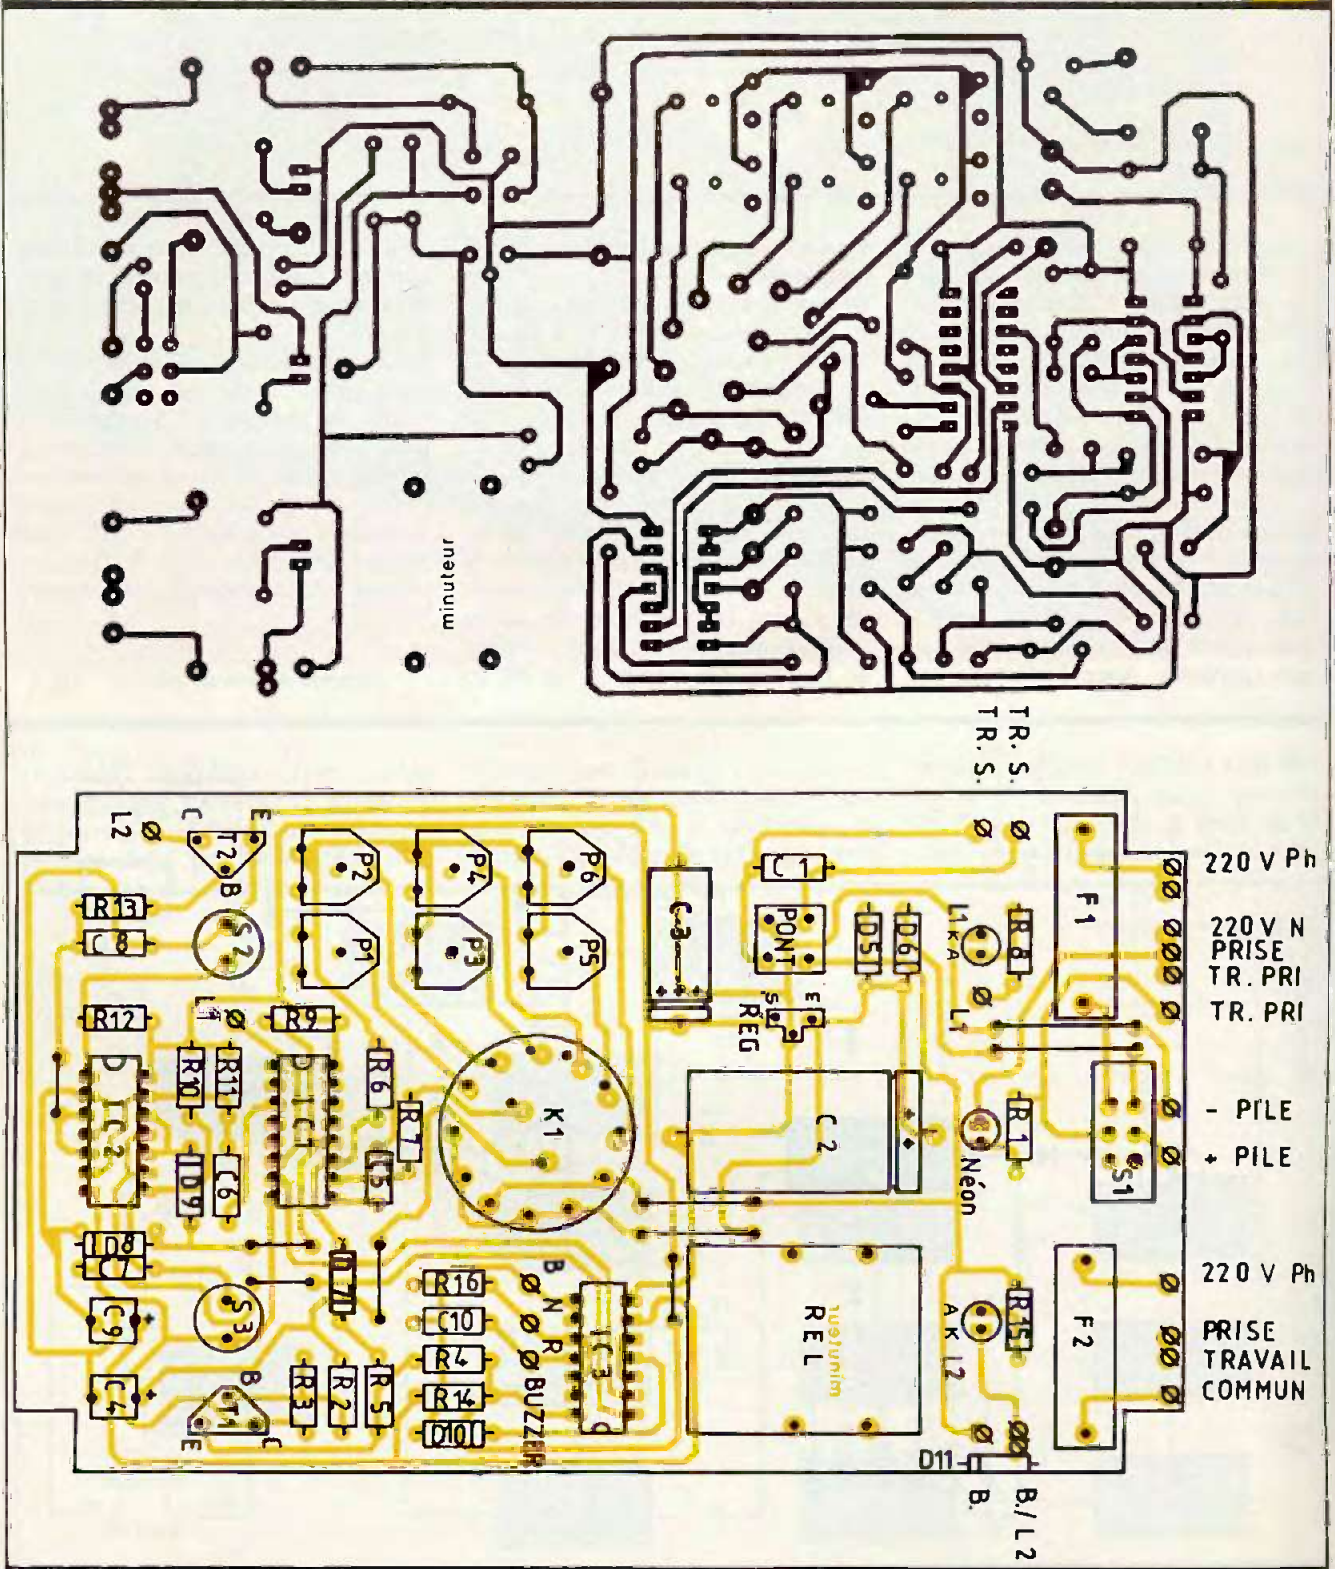 minuteur
TR. S.
TR. S.
L2
C
E
T2
B
R13
C8
S2
R12
L1
R9
P2
P4
P6
P1
P3
P5
C3
+ + +
C1
PONT
D5
D6
L1
K A
R8
F1
220 V Ph
220 V N
PRISE
TR. PRI
TR. PRI
S
E
REG
L1
IC2
R10
R11
IC1
R6
R7
K1
C2
+ +
Néon
R1
S1
- PILE
+ PILE
D9
C6
C5
D8
C7
D7
C9
+
S3
C4
+
B
T1
E
C
R3
R2
R5
R16
C10
R4
R14
D10
B
N
R
BUZZER
IC3
REL
minuteur
A K
L2
R15
F2
220 V Ph
PRISE
TRAVAIL
COMMUN
D11
B.
B./L2